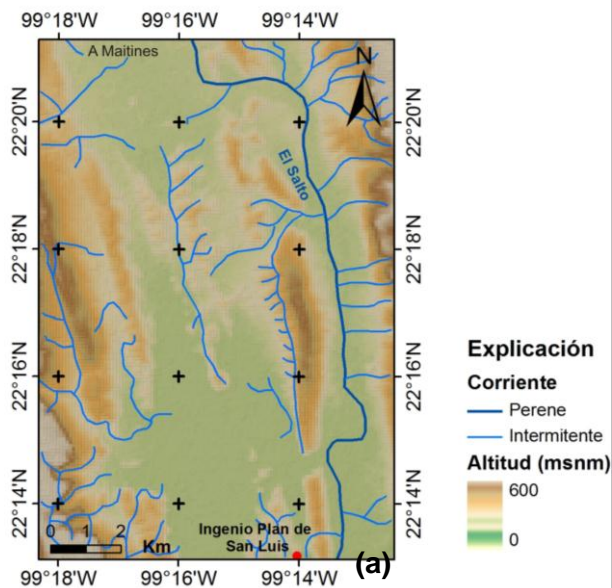 99°18'W 99°16'W 99°14'W
A Maitines
N
22°20'N 22°20'N
El Salto
22°18'N 22°18'N
22°16'N 22°16'N
22°14'N 22°14'N
0 1 2
Km
Ingenio Plan de
San Luis
(a)
99°18'W 99°16'W 99°14'W
Explicación
Corriente
Perene
Intermitente
Altitud (msnm)
600
0